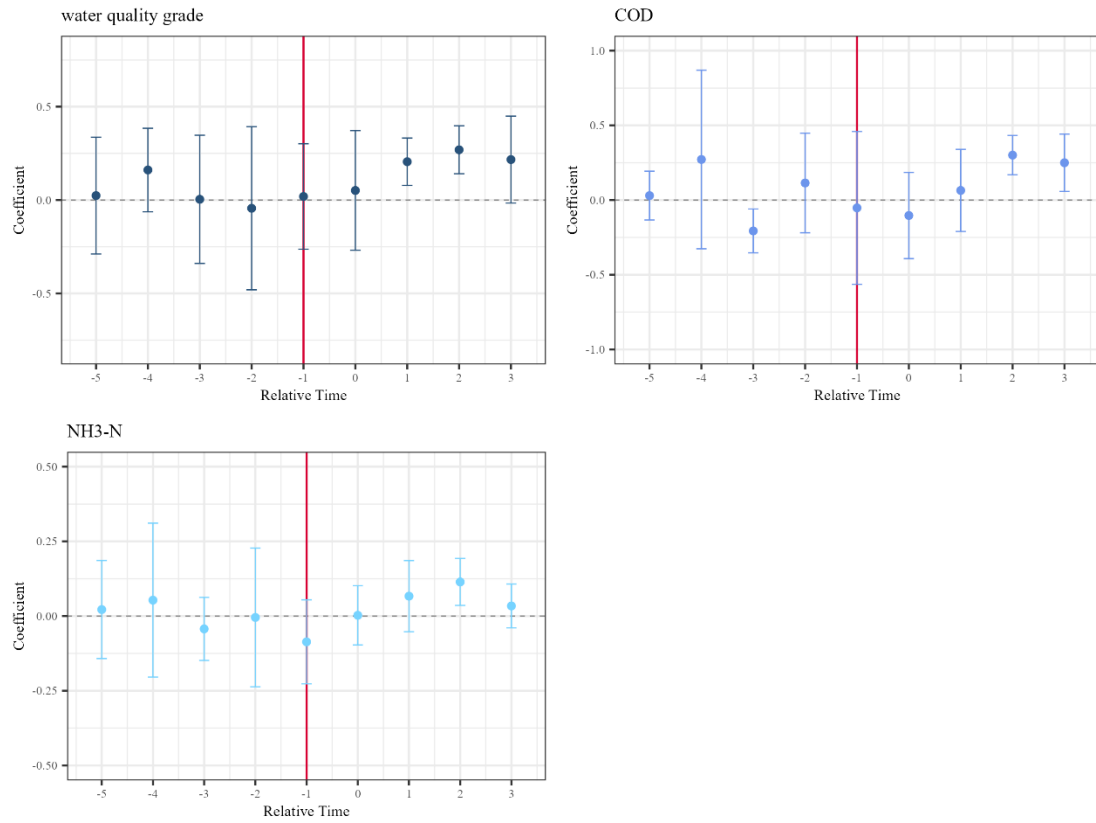 water quality grade
0.5
0.0
-0.5
Coefficient
-5 -4 -3 -2 -1 0 1 2 3
Relative Time
COD
1.0
0.5
0.0
-0.5
-1.0
Coefficient
-5 -4 -3 -2 -1 0 1 2 3
Relative Time
NH3-N
0.50
0.25
0.00
-0.25
-0.50
Coefficient
-5 -4 -3 -2 -1 0 1 2 3
Relative Time